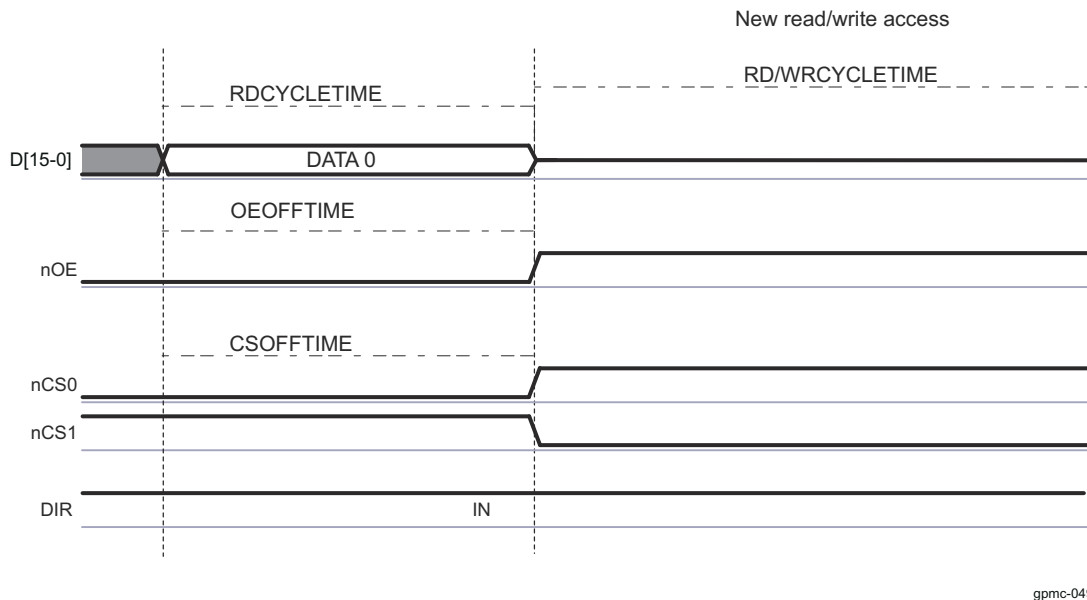 New read/write access
RDCYCLETIME
RD/WRCYCLETIME
D[15-0]
DATA 0
OEOFFTIME
nOE
CSOFFTIME
nCS0
nCS1
DIR
IN